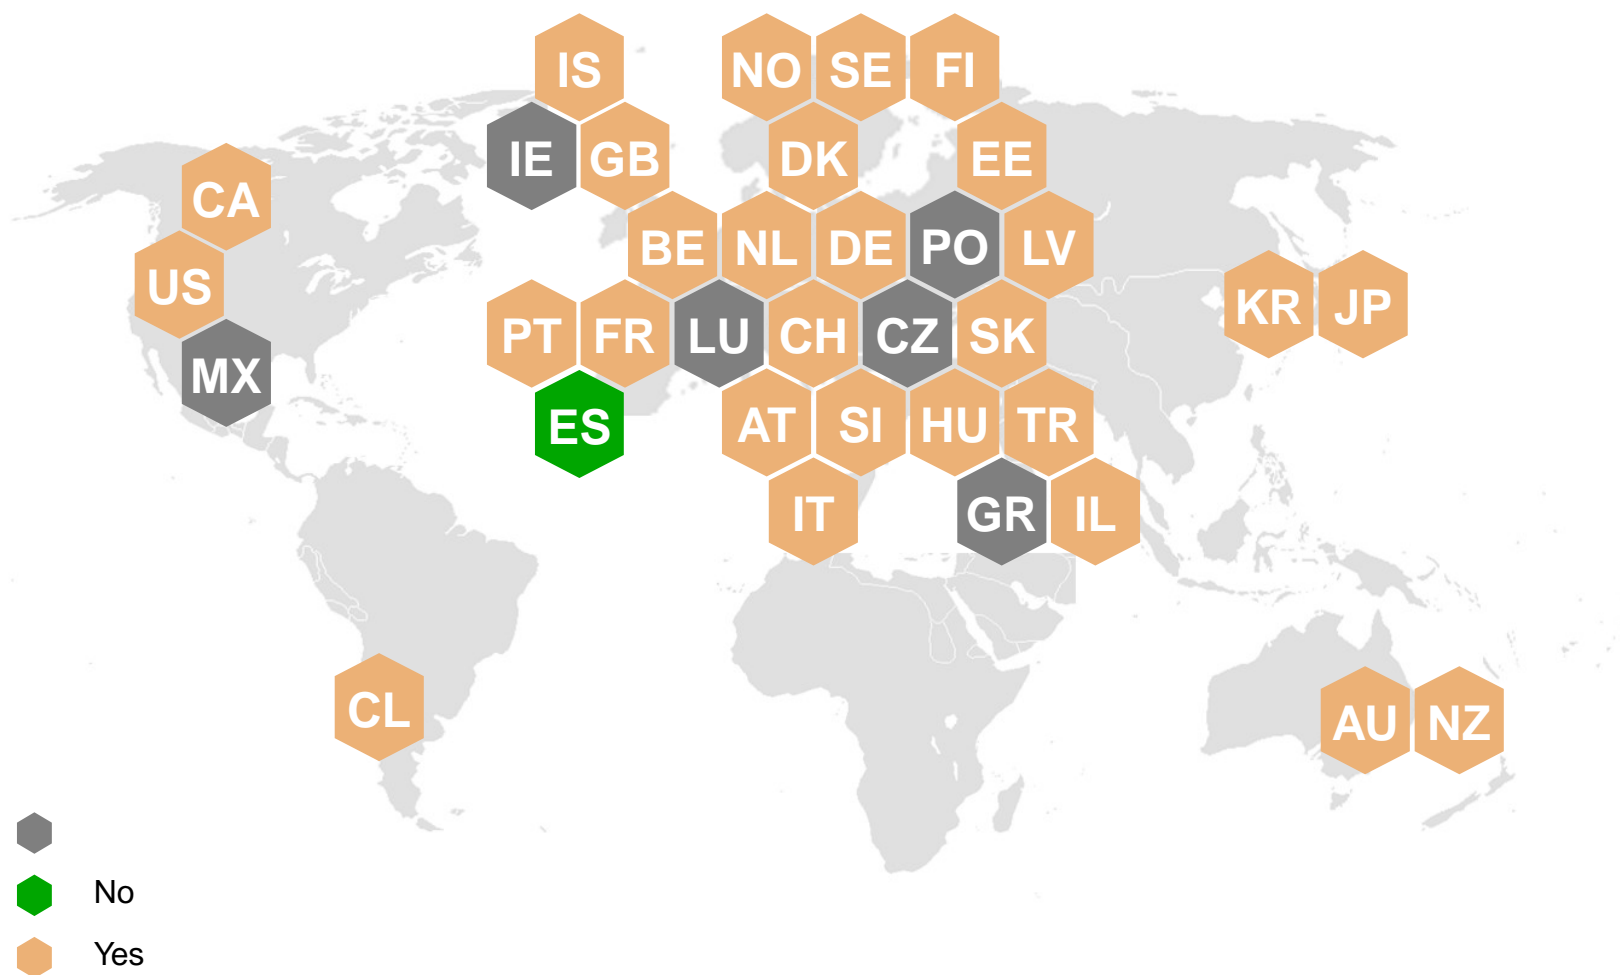 IS NO SE FI
IE GB DK EE
CA
BE NL DE PO LV
US
KR JP
PT FR LU CH CZ SK
MX
ES AT SI HU TR
IT GR IL
CL
AU NZ
No
Yes